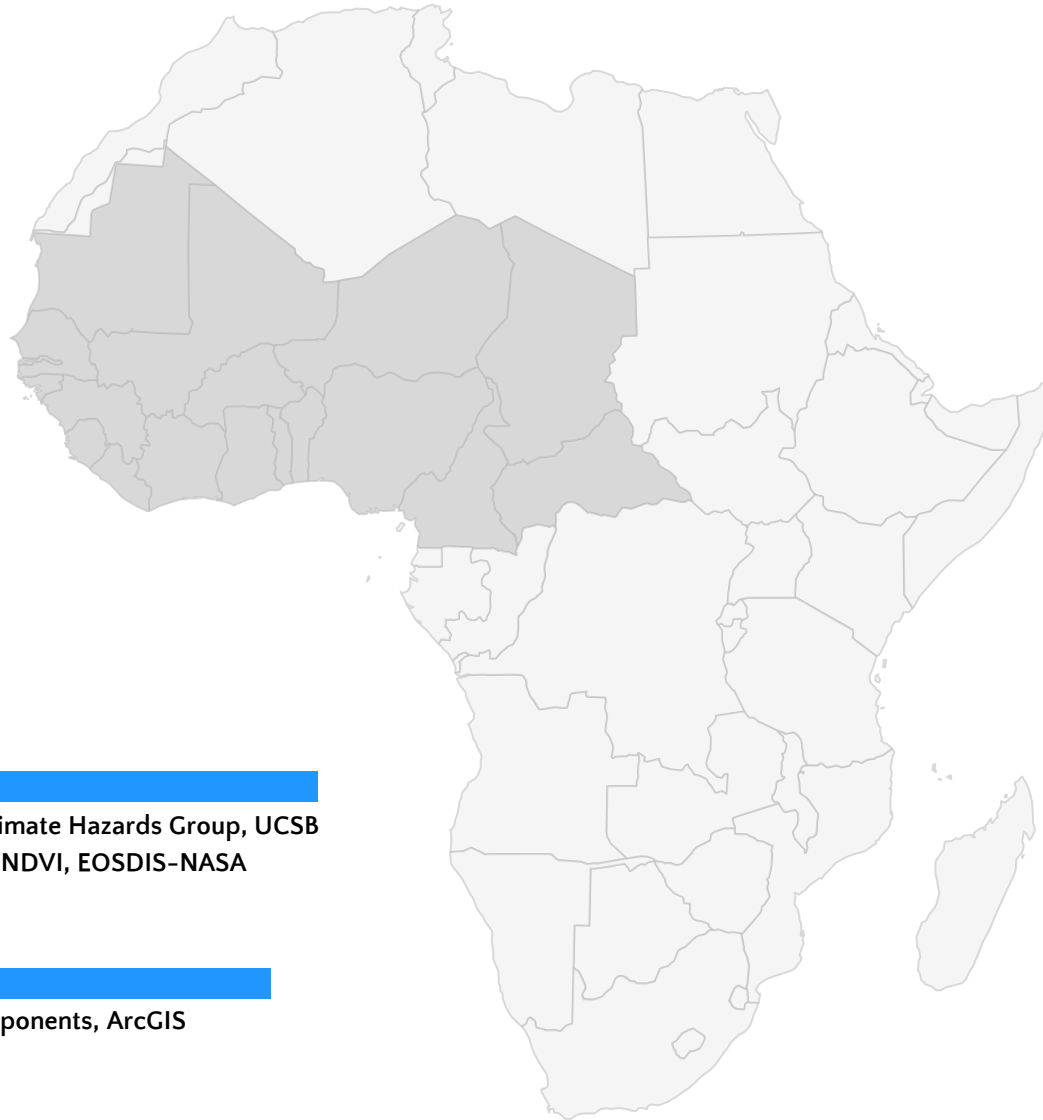 imate Hazards Group, UCSB
NDVI, EOSDIS-NASA
ponents, ArcGIS